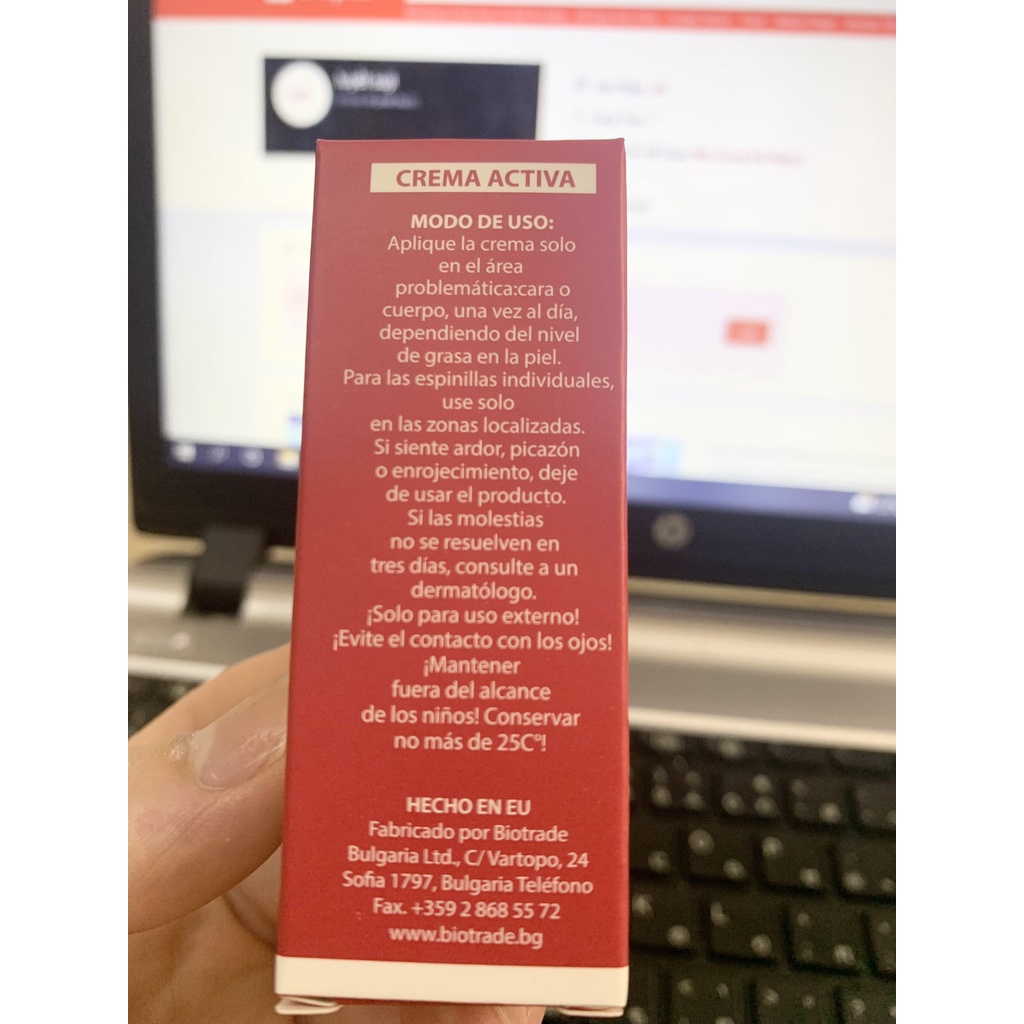 CREMA ACTIVA
MODO DE USO:
Aplique la crema solo
en el área
problemática:cara o
cuerpo, una vez al día,
dependiendo del nivel
de grasa en la piel.
Para las espinillas individuales,
use solo
en las zonas localizadas.
Si siente ardor, picazón
o enrojecimiento, deje
de usar el producto.
Si las molestias
no se resuelven en
tres días, consulte a un
dermatólogo.
¡Solo para uso externo!
¡Evite el contacto con los ojos!
¡Mantener
fuera del alcance
de los niños! Conservar
no más de 25C°!
HECHO EN EU
Fabricado por Biotrade
Bulgaria Ltd., C/ Vartopo, 24
Sofia 1797, Bulgaria Teléfono
Fax. +359 2 868 55 72
www.biotrade.bg